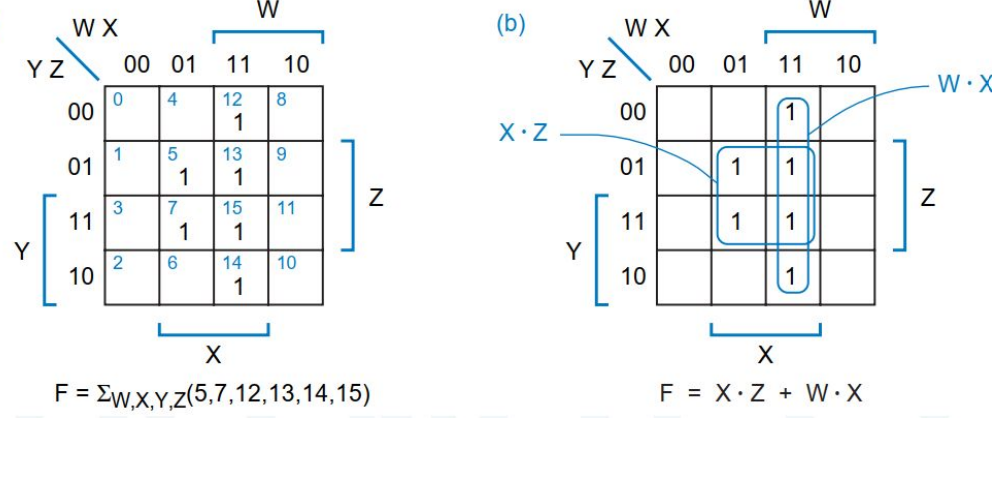 W
W X
Y Z
00 01 11 10
00
0 4 12 8
1
01
1 5 13 9
1 1
Z
11
3 7 15 11
1 1
Y
10
2 6 14 10
1
X
F = ΣW,X,Y,Z(5,7,12,13,14,15)
(b)
W
W X
Y Z
00 01 11 10
W · X
X · Z
00
1
01
1 1
Z
11
1 1
Y
10
1
X
F = X · Z + W · X